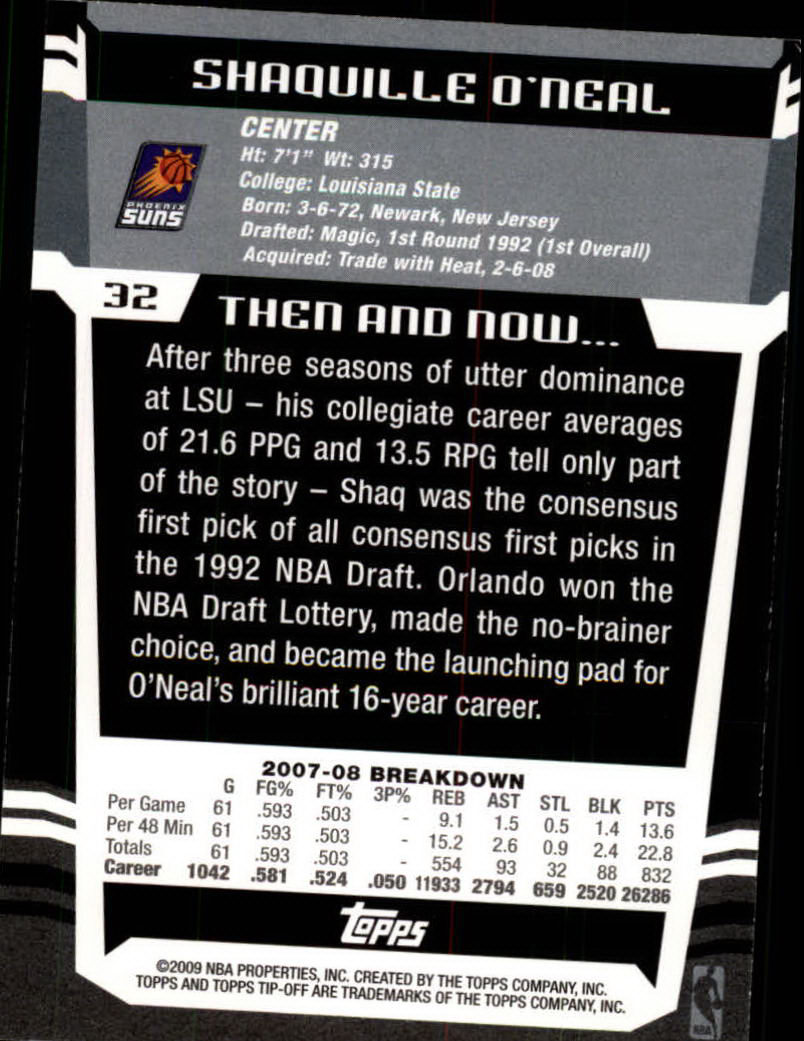 SHAQUILLE O'NEAL
CENTER
Ht: 7'1" Wt: 315
College: Louisiana State
Born: 3-6-72, Newark, New Jersey
Drafted: Magic, 1st Round 1992 (1st Overall)
Acquired: Trade with Heat, 2-6-08
PHOENIX
SUNS
32
THEN AND NOW...
After three seasons of utter dominance
at LSU – his collegiate career averages
of 21.6 PPG and 13.5 RPG tell only part
of the story – Shaq was the consensus
first pick of all consensus first picks in
the 1992 NBA Draft. Orlando won the
NBA Draft Lottery, made the no-brainer
choice, and became the launching pad for
O'Neal's brilliant 16-year career.
2007-08 BREAKDOWN
G FG% FT% 3P% REB AST STL BLK PTS
Per Game 61 .593 .503 - 9.1 1.5 0.5 1.4 13.6
Per 48 Min 61 .593 .503 - 15.2 2.6 0.9 2.4 22.8
Totals 61 .593 .503 - 554 93 32 88 832
Career 1042 .581 .524 .050 11933 2794 659 2520 26286
topps
©2009 NBA PROPERTIES, INC. CREATED BY THE TOPPS COMPANY, INC.
TOPPS AND TOPPS TIP-OFF ARE TRADEMARKS OF THE TOPPS COMPANY, INC.
NBA